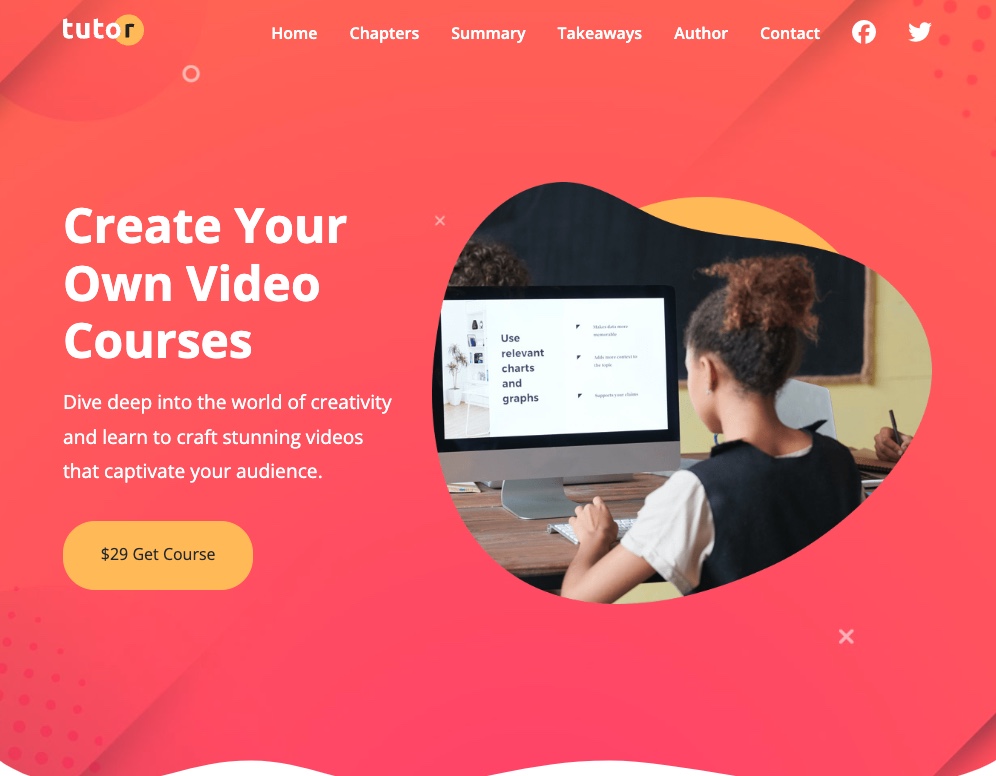 tutor
Home Chapters Summary Takeaways Author Contact
Create Your
Own Video
Courses
Dive deep into the world of creativity
and learn to craft stunning videos
that captivate your audience.
$29 Get Course
Use
relevant
charts
and
graphs
Makes data more
memorable
Adds more context to
the topic
Supports your claims